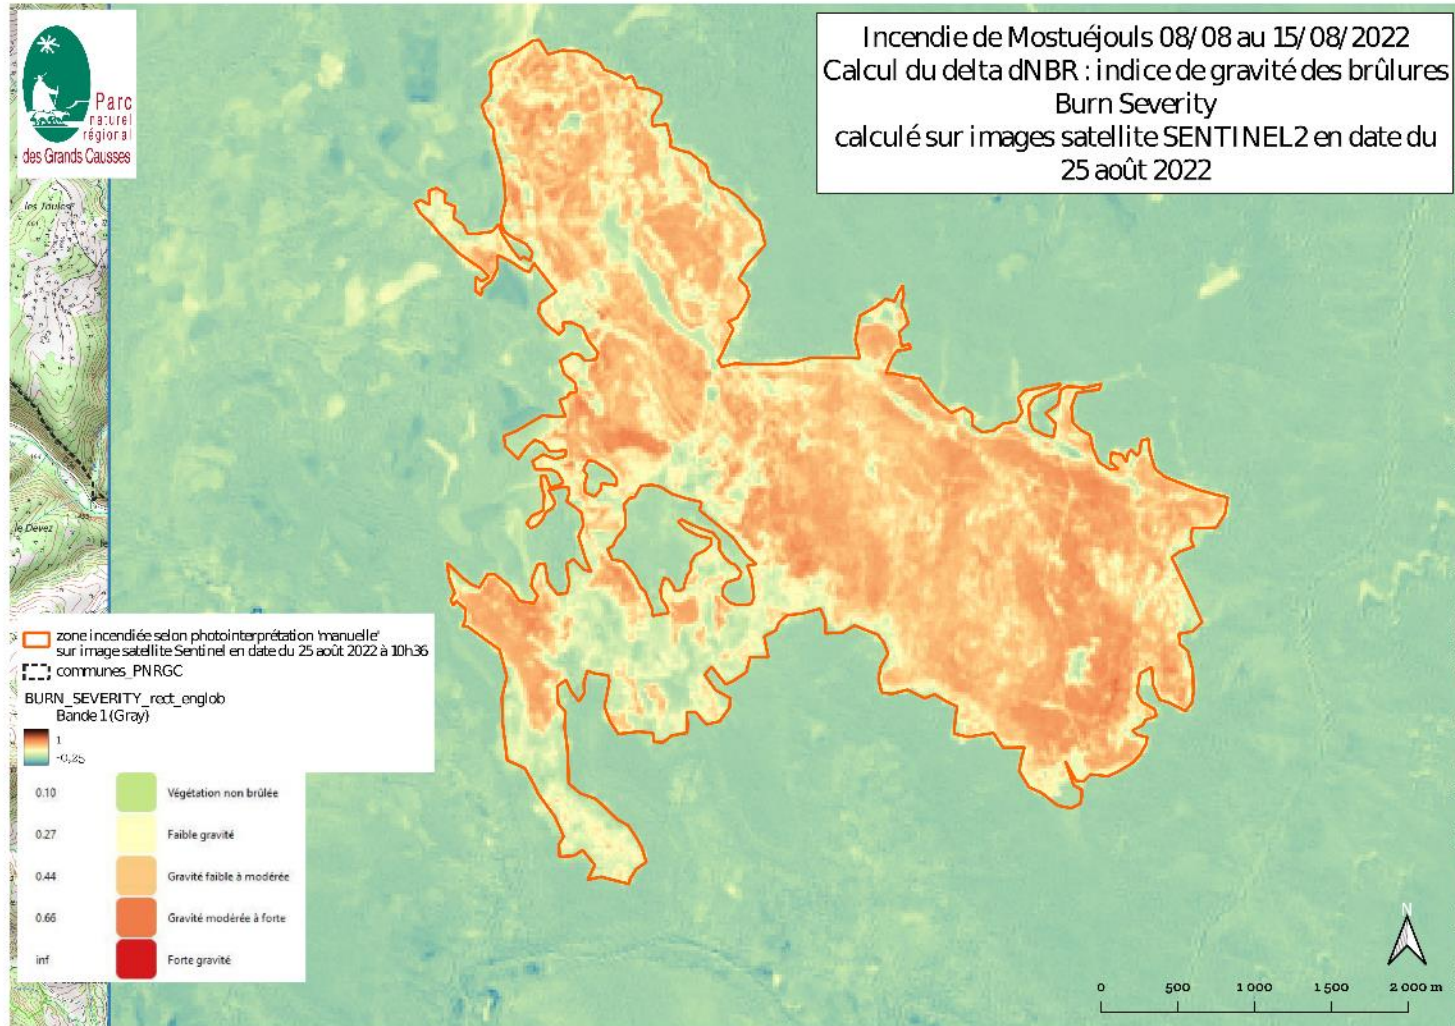 Parc
naturel
régional
des Grands Causses
Incendie de Mostuéjouls 08/08 au 15/08/2022
Calcul du delta dNBR : indice de gravité des brûlures
Burn Severity
calculé sur images satellite SENTINEL2 en date du
25 août 2022
les Toules
le Devez
zone incendiée selon photointerprétation 'manuelle'
sur image satellite Sentinel en date du 25 août 2022 à 10h36
communes_PNRGC
BURN_SEVERITY_rect_englob
Bande 1 (Gray)
1
-0,25
0.10 Végétation non brûlée
0.27 Faible gravité
0.44 Gravité faible à modérée
0.66 Gravité modérée à forte
inf Forte gravité
N
0 500 1 000 1 500 2 000 m